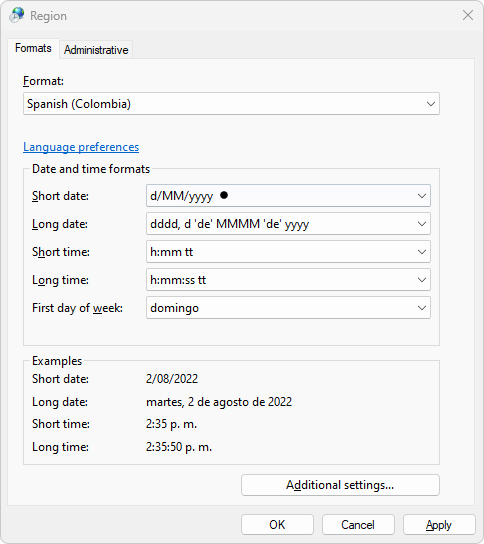 Region
Formats Administrative
Format:
Spanish (Colombia)
Language preferences
Date and time formats
Short date: d/MM/yyyy
Long date: dddd, d 'de' MMMM 'de' yyyy
Short time: h:mm tt
Long time: h:mm:ss tt
First day of week: domingo
Examples
Short date: 2/08/2022
Long date: martes, 2 de agosto de 2022
Short time: 2:35 p. m.
Long time: 2:35:50 p. m.
Additional settings...
OK Cancel Apply